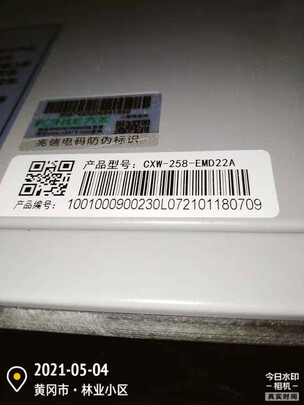 兆信电码防伪标识
产品型号: CXW-258-EMD22A
产品编号: 1001000900230L072101180709
2021-05-04
黄冈市·林业小区
今日水印
-相机-
真实时间